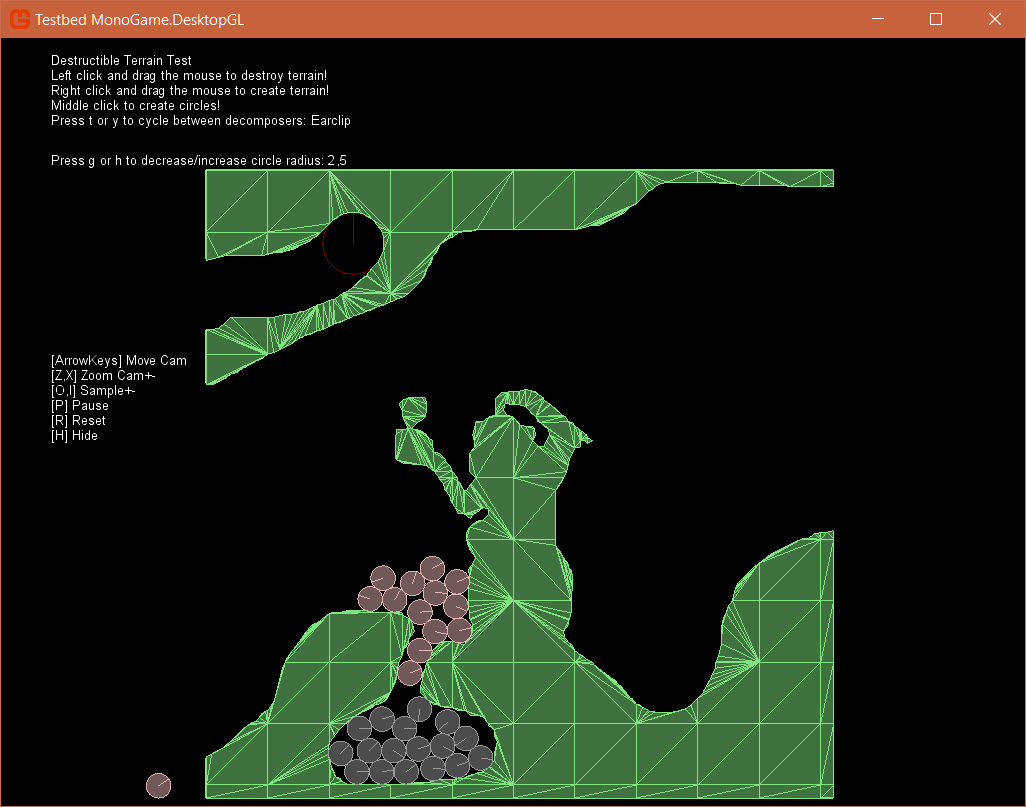 Testbed MonoGame.DesktopGL
Destructible Terrain Test
Left click and drag the mouse to destroy terrain!
Right click and drag the mouse to create terrain!
Middle click to create circles!
Press t or y to cycle between decomposers: Earclip
Press g or h to decrease/increase circle radius: 2,5
[ArrowKeys] Move Cam
[Z,X] Zoom Cam+-
[O,I] Sample+-
[P] Pause
[R] Reset
[H] Hide